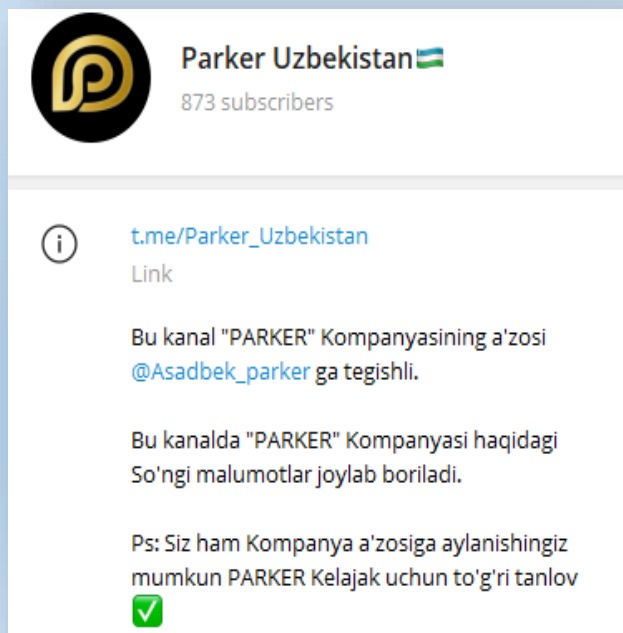 Parker Uzbekistan🇺🇿
873 subscribers
t.me/Parker_Uzbekistan
Link
Bu kanal "PARKER" Kompanyasining a'zosi
@Asadbek_parker ga tegishli.
Bu kanalda "PARKER" Kompanyasi haqidagi
So'ngi malumotlar joylab boriladi.
Ps: Siz ham Kompanya a'zosiga aylanishingiz
mumkun PARKER Kelajak uchun to'g'ri tanlov
✅